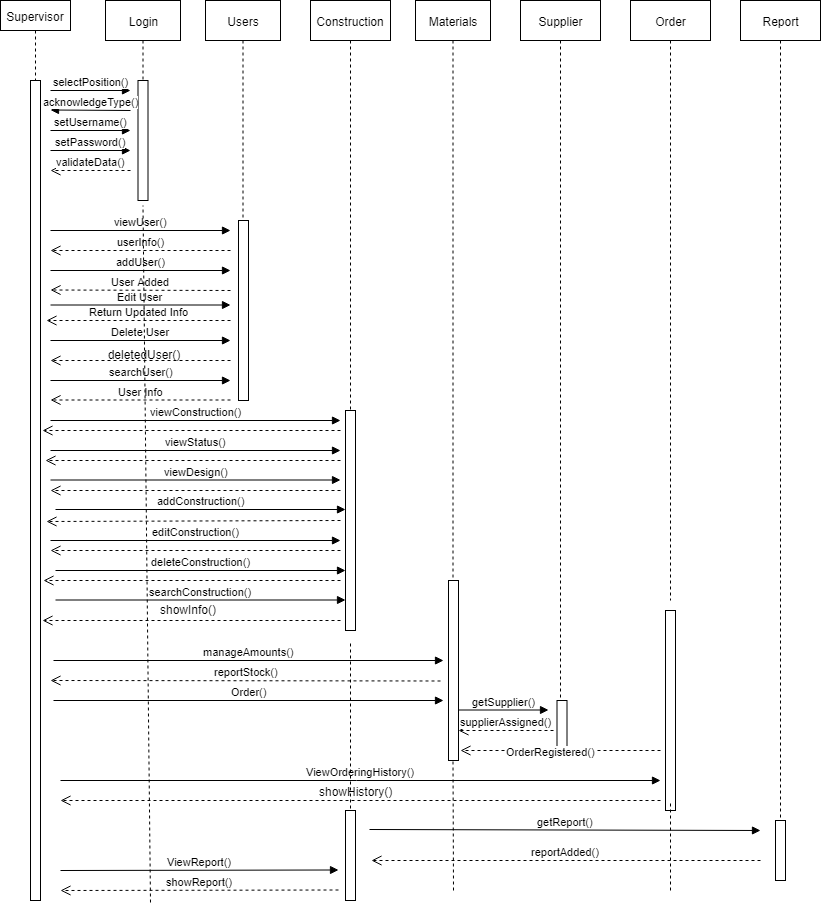 Supervisor
Login
Users
Construction
Materials
Supplier
Order
Report
selectPosition()
acknowledgeType()
setUsername()
setPassword()
validateData()
viewUser()
userInfo()
addUser()
User Added
Edit User
Return Updated Info
Delete User
deletedUser()
searchUser()
User Info
viewConstruction()
viewStatus()
viewDesign()
addConstruction()
editConstruction()
deleteConstruction()
searchConstruction()
showInfo()
manageAmounts()
reportStock()
Order()
getSupplier()
supplierAssigned()
OrderRegistered()
ViewOrderingHistory()
showHistory()
getReport()
reportAdded()
ViewReport()
showReport()